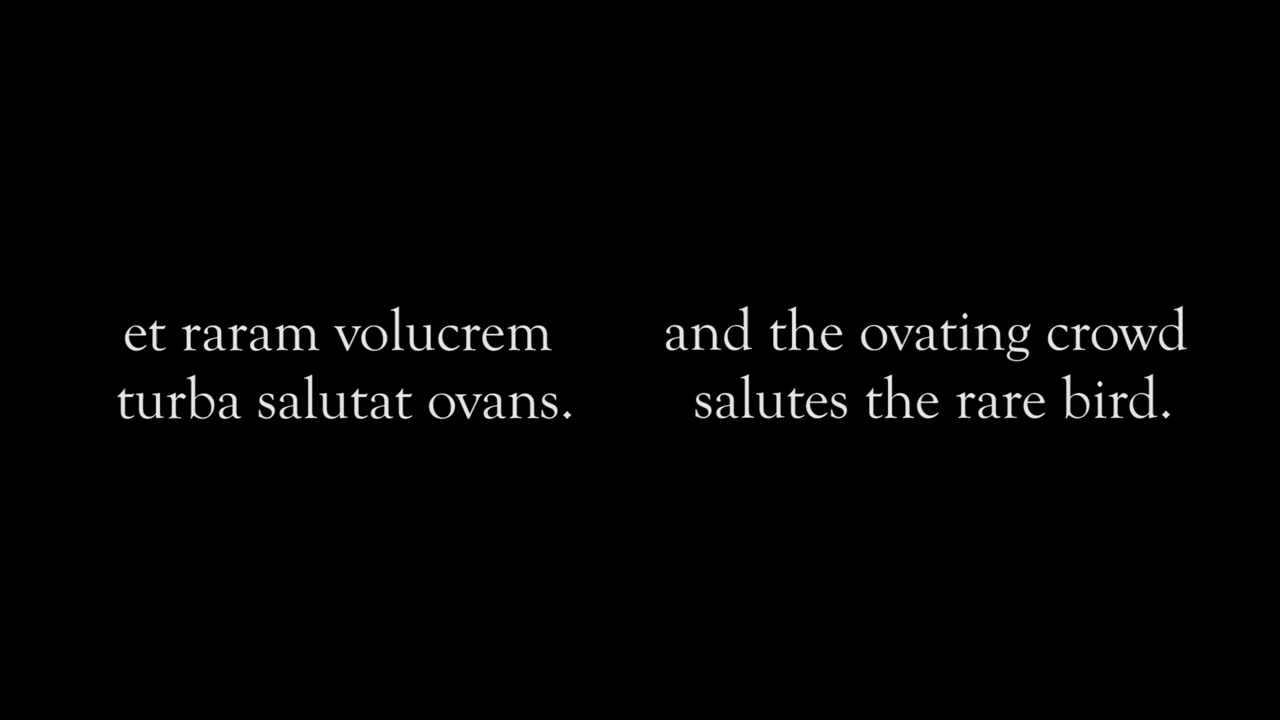 et raram volucrem
turba salutat ovans.
and the ovating crowd
salutes the rare bird.